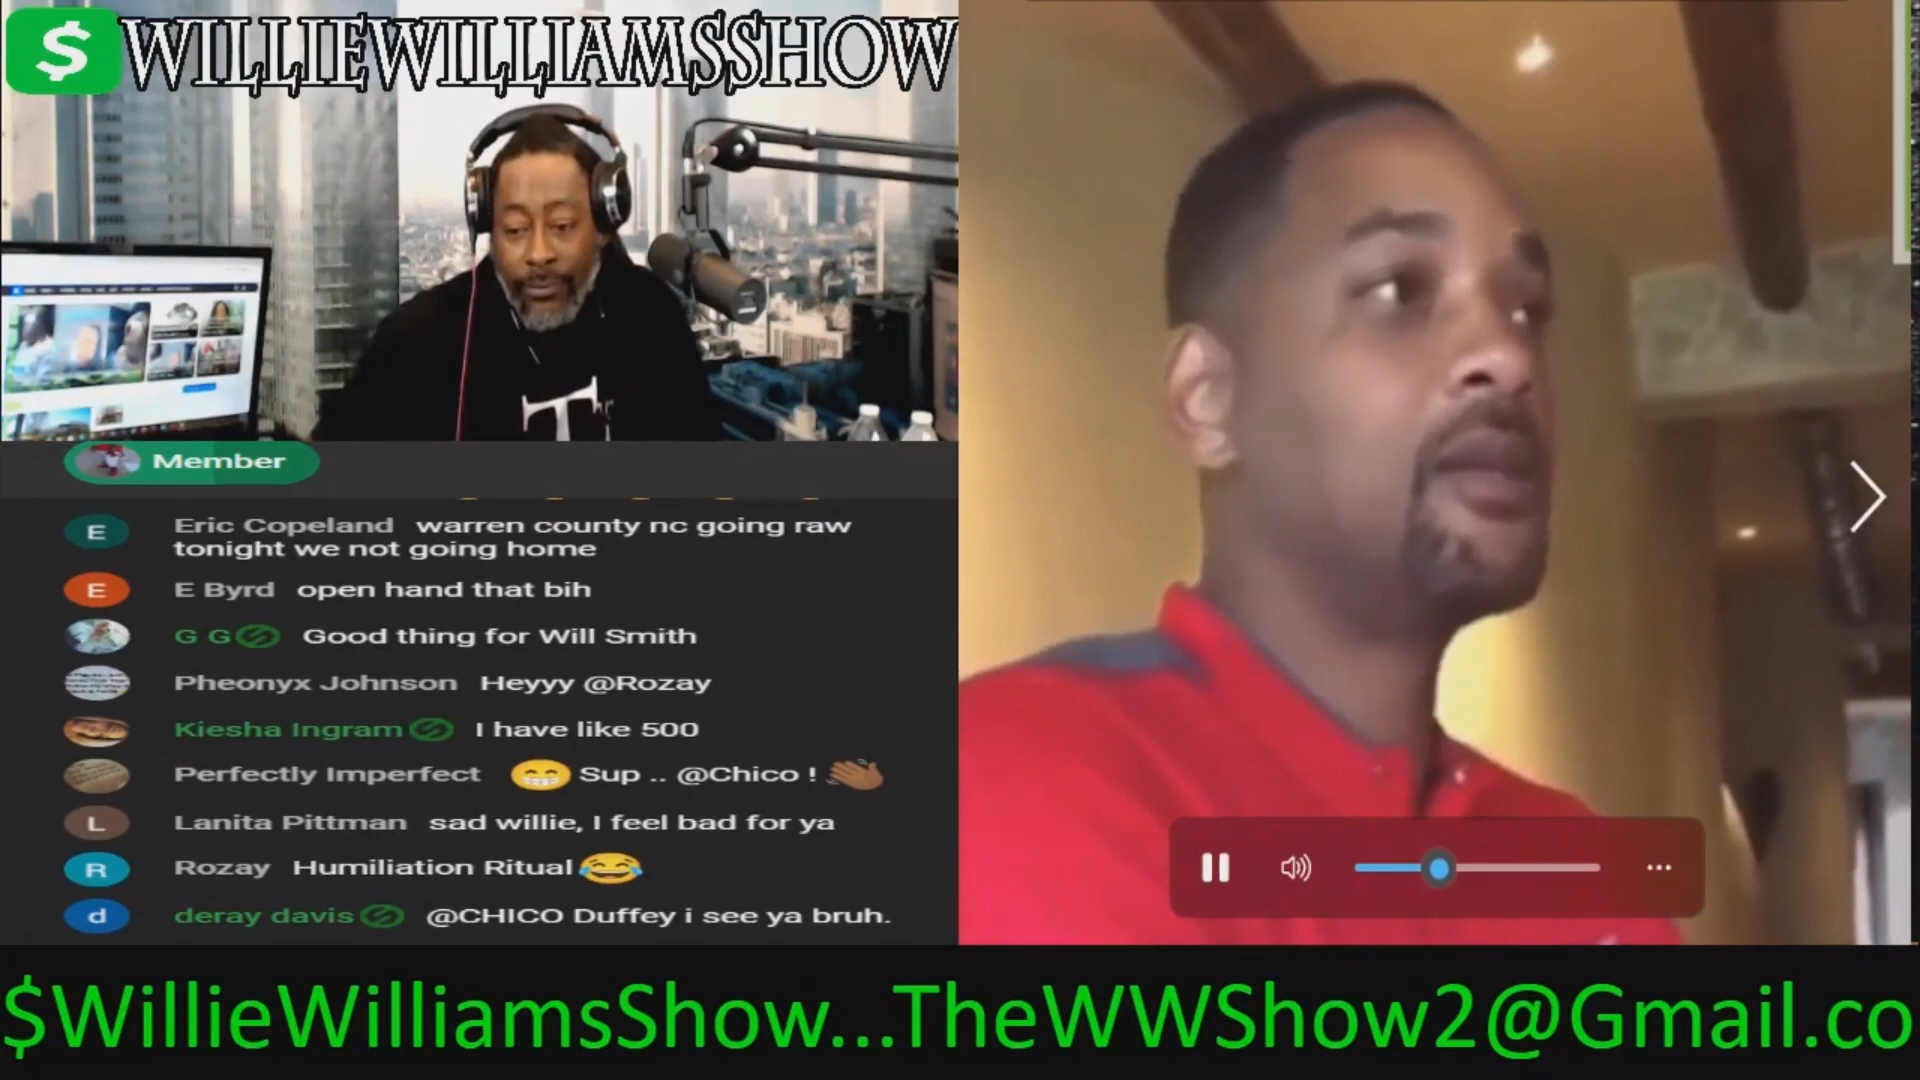 $ WILLIEWILLIAMSSHOW
T
Member
E Eric Copeland warren county nc going raw
tonight we not going home
E E Byrd open hand that bih
G G Good thing for Will Smith
Pheonyx Johnson Heyyy @Rozay
Kiesha Ingram I have like 500
Perfectly Imperfect 😁 Sup .. @Chico ! 👋🏾
L Lanita Pittman sad willie, I feel bad for ya
R Rozay Humiliation Ritual😂
d deray davis @CHICO Duffey i see ya bruh.
$WillieWilliamsShow...TheWWShow2@Gmail.co